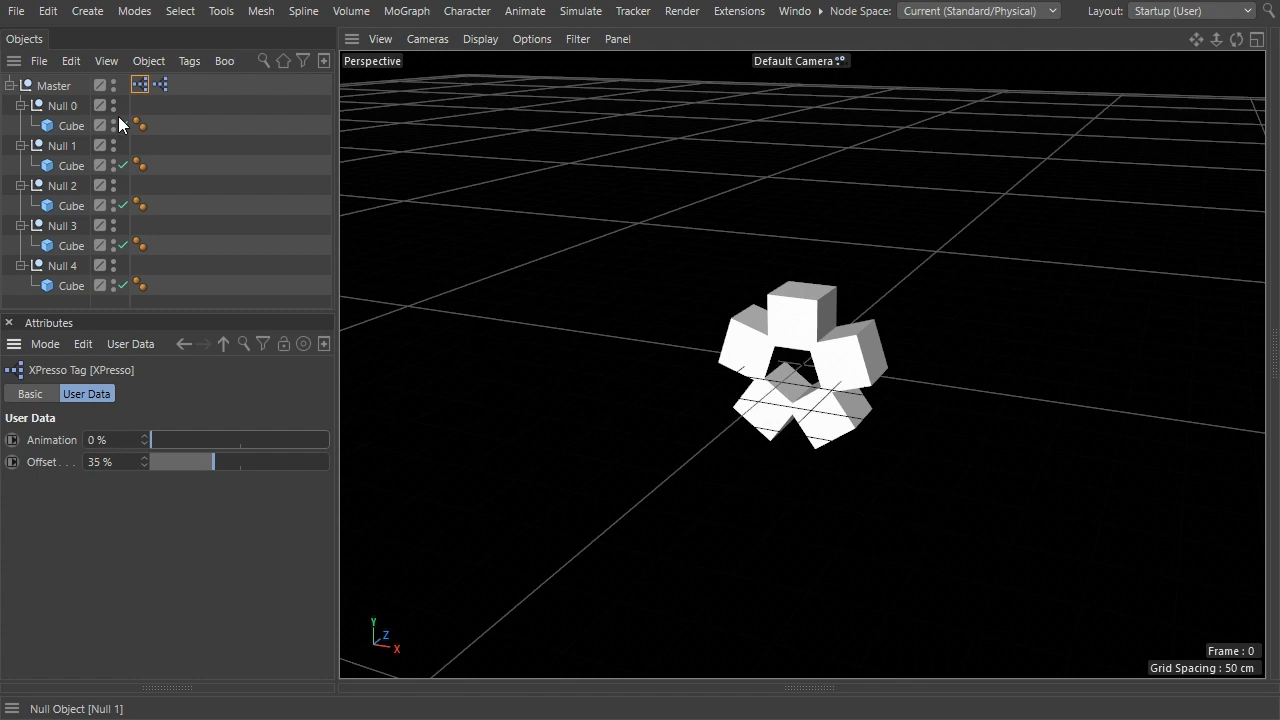 File Edit Create Modes Select Tools Mesh Spline Volume MoGraph Character Animate Simulate Tracker Render Extensions Windo Node Space: Current (Standard/Physical) Layout: Startup (User)
Objects
View Cameras Display Options Filter Panel
File Edit View Object Tags Boo
Perspective
Default Camera
Master
Null 0
Cube
Null 1
Cube
Null 2
Cube
Null 3
Cube
Null 4
Cube
Attributes
Mode Edit User Data
XPresso Tag [XPresso]
Basic User Data
User Data
Animation 0 %
Offset . . . 35 %
Y
Z
X
Frame : 0
Grid Spacing : 50 cm
Null Object [Null 1]